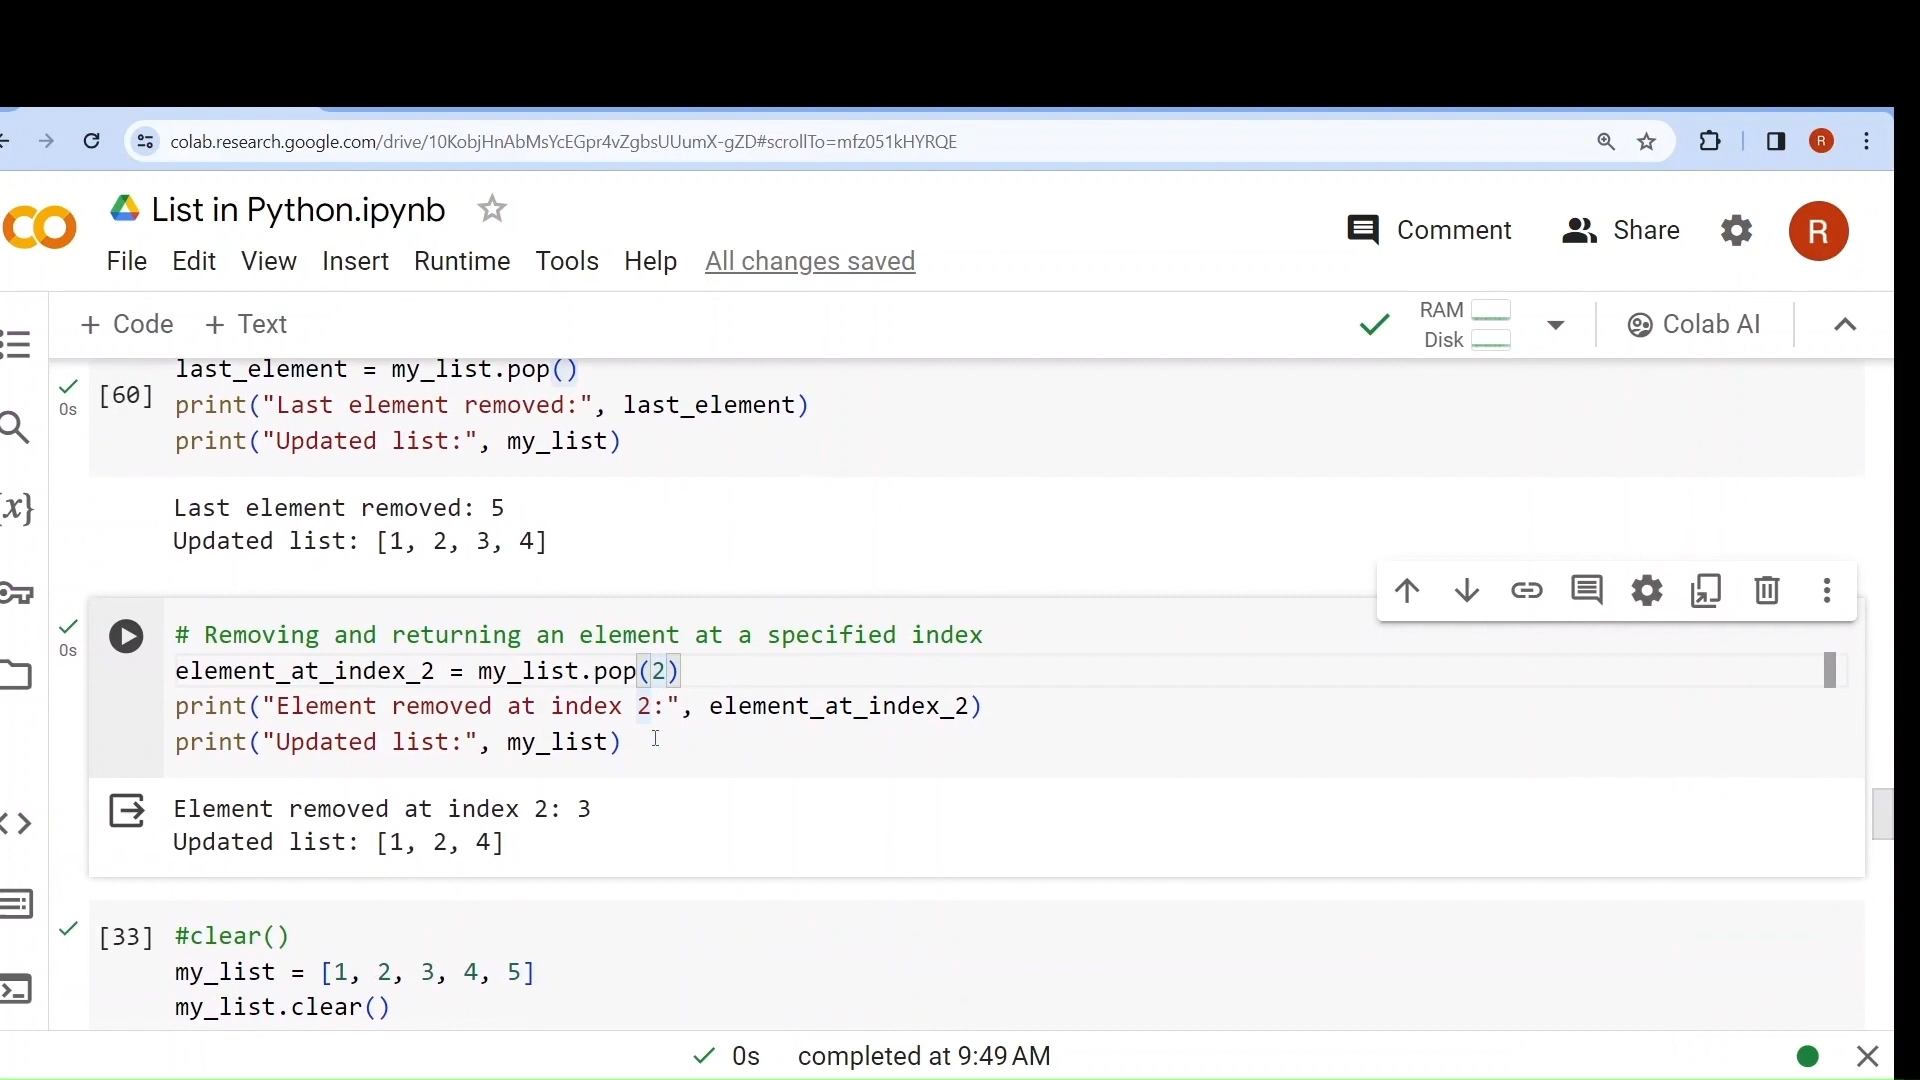 colab.research.google.com/drive/10KobjHnAbMsYcEGpr4vZgbsUUumX-gZD#scrollTo=mfz051kHYRQE
R
List in Python.ipynb
Comment
Share
R
File Edit View Insert Runtime Tools Help All changes saved
+ Code + Text
RAM
Disk
Colab AI
{x}
[60]
0s
last_element = my_list.pop()
print("Last element removed:", last_element)
print("Updated list:", my_list)
Last element removed: 5
Updated list: [1, 2, 3, 4]
0s
# Removing and returning an element at a specified index
element_at_index_2 = my_list.pop(2)
print("Element removed at index 2:", element_at_index_2)
print("Updated list:", my_list)
Element removed at index 2: 3
Updated list: [1, 2, 4]
[33]
#clear()
my_list = [1, 2, 3, 4, 5]
my_list.clear()
0s completed at 9:49 AM